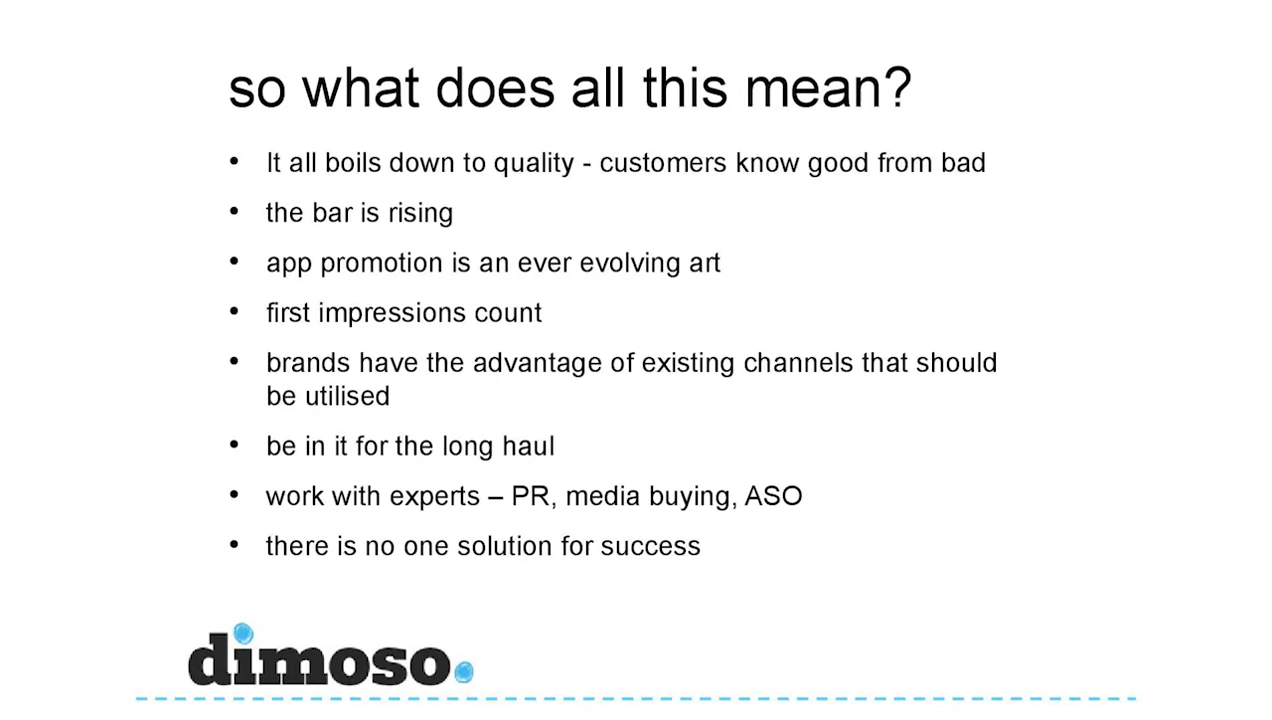 so what does all this mean?
• It all boils down to quality - customers know good from bad
• the bar is rising
• app promotion is an ever evolving art
• first impressions count
• brands have the advantage of existing channels that should
be utilised
• be in it for the long haul
• work with experts – PR, media buying, ASO
• there is no one solution for success
dimoso.